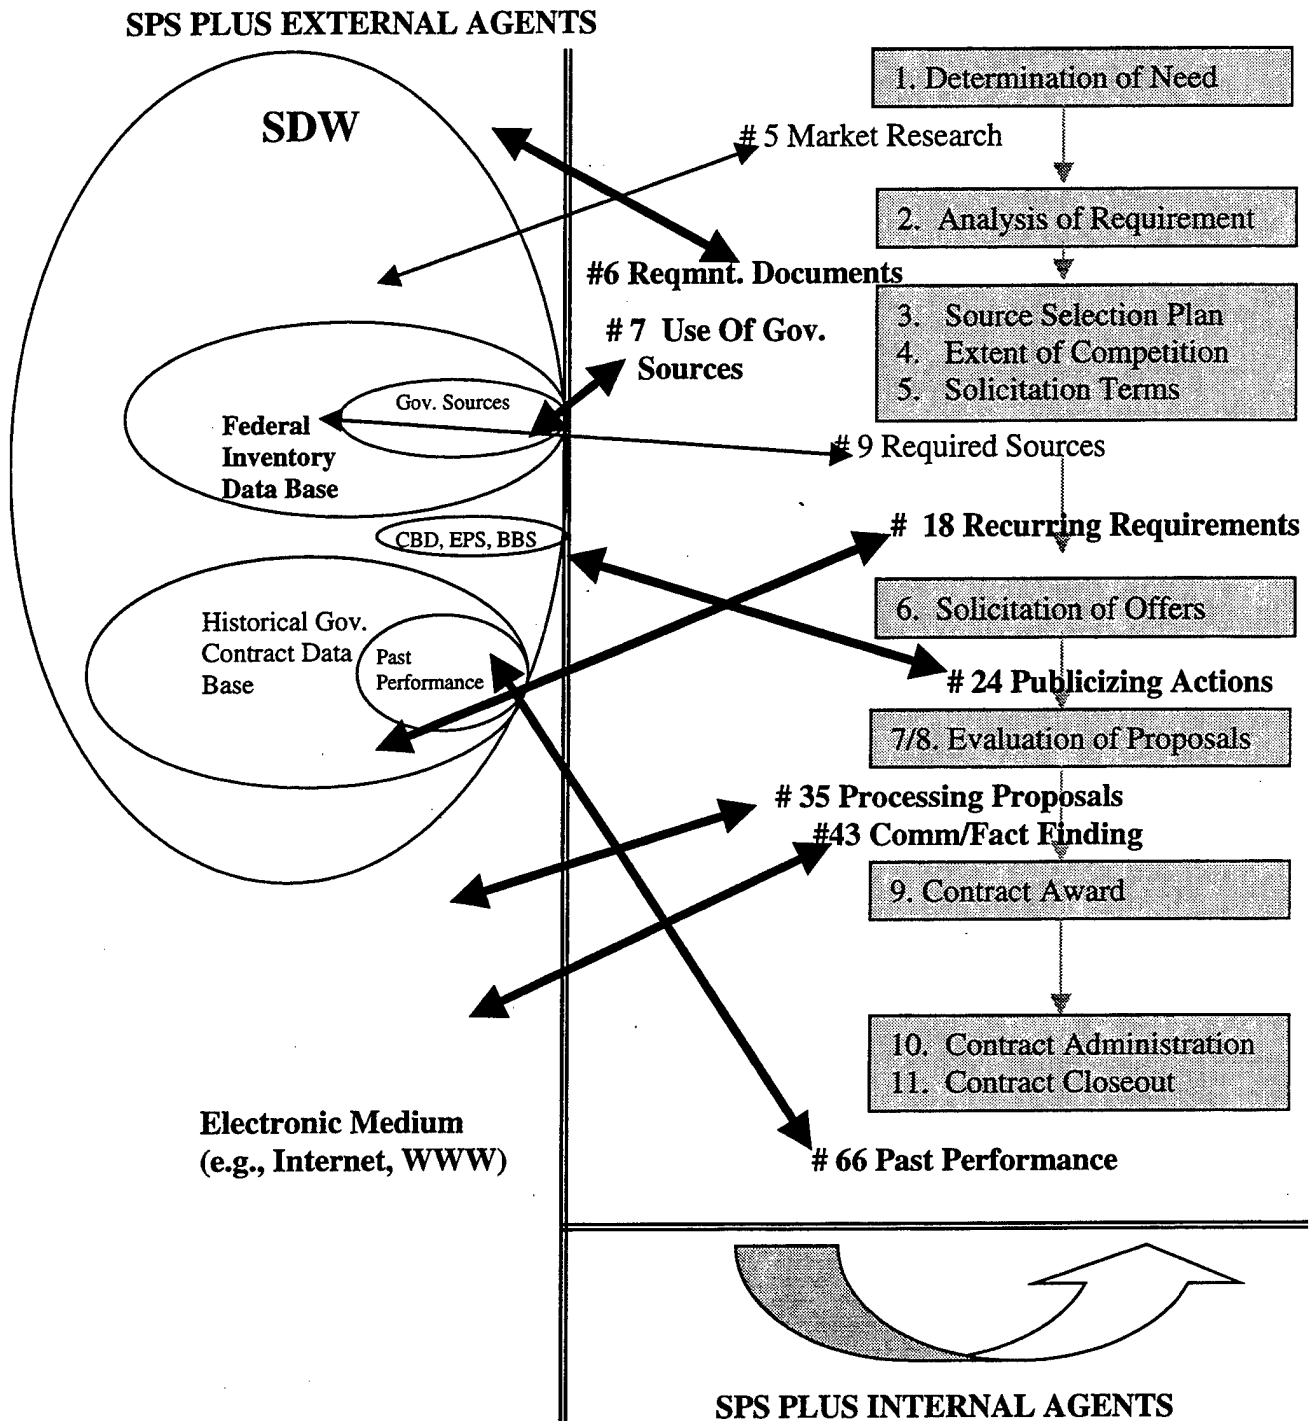 SPS PLUS EXTERNAL AGENTS
SDW
Gov. Sources
Federal
Inventory
Data Base
CBD, EPS, BBS
Historical Gov.
Contract Data
Base
Past
Performance
Electronic Medium
(e.g., Internet, WWW)
1. Determination of Need
# 5 Market Research
2. Analysis of Requirement
#6 Reqmnt. Documents
# 7 Use Of Gov.
Sources
3. Source Selection Plan
4. Extent of Competition
5. Solicitation Terms
# 9 Required Sources
# 18 Recurring Requirements
6. Solicitation of Offers
# 24 Publicizing Actions
7/8. Evaluation of Proposals
# 35 Processing Proposals
#43 Comm/Fact Finding
9. Contract Award
10. Contract Administration
11. Contract Closeout
# 66 Past Performance
SPS PLUS INTERNAL AGENTS